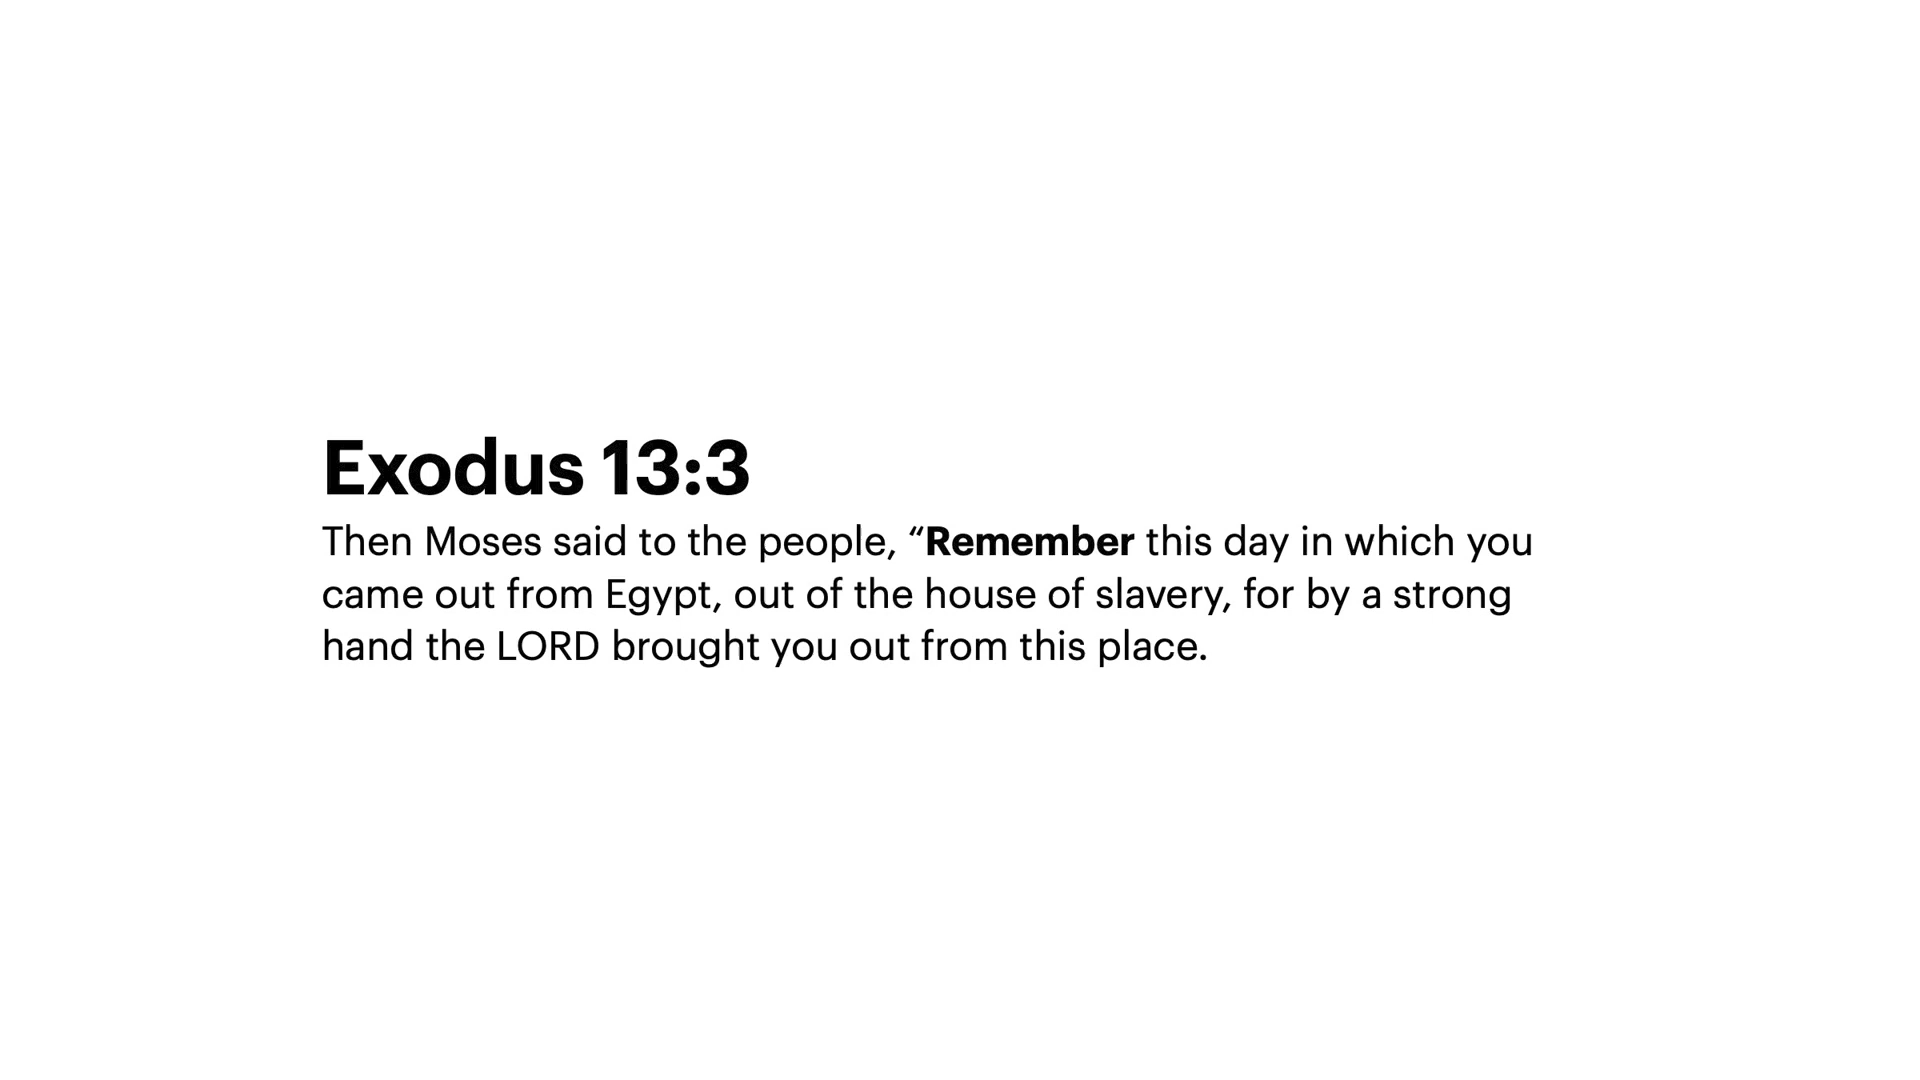 Exodus 13:3
Then Moses said to the people, “Remember this day in which you
came out from Egypt, out of the house of slavery, for by a strong
hand the LORD brought you out from this place.